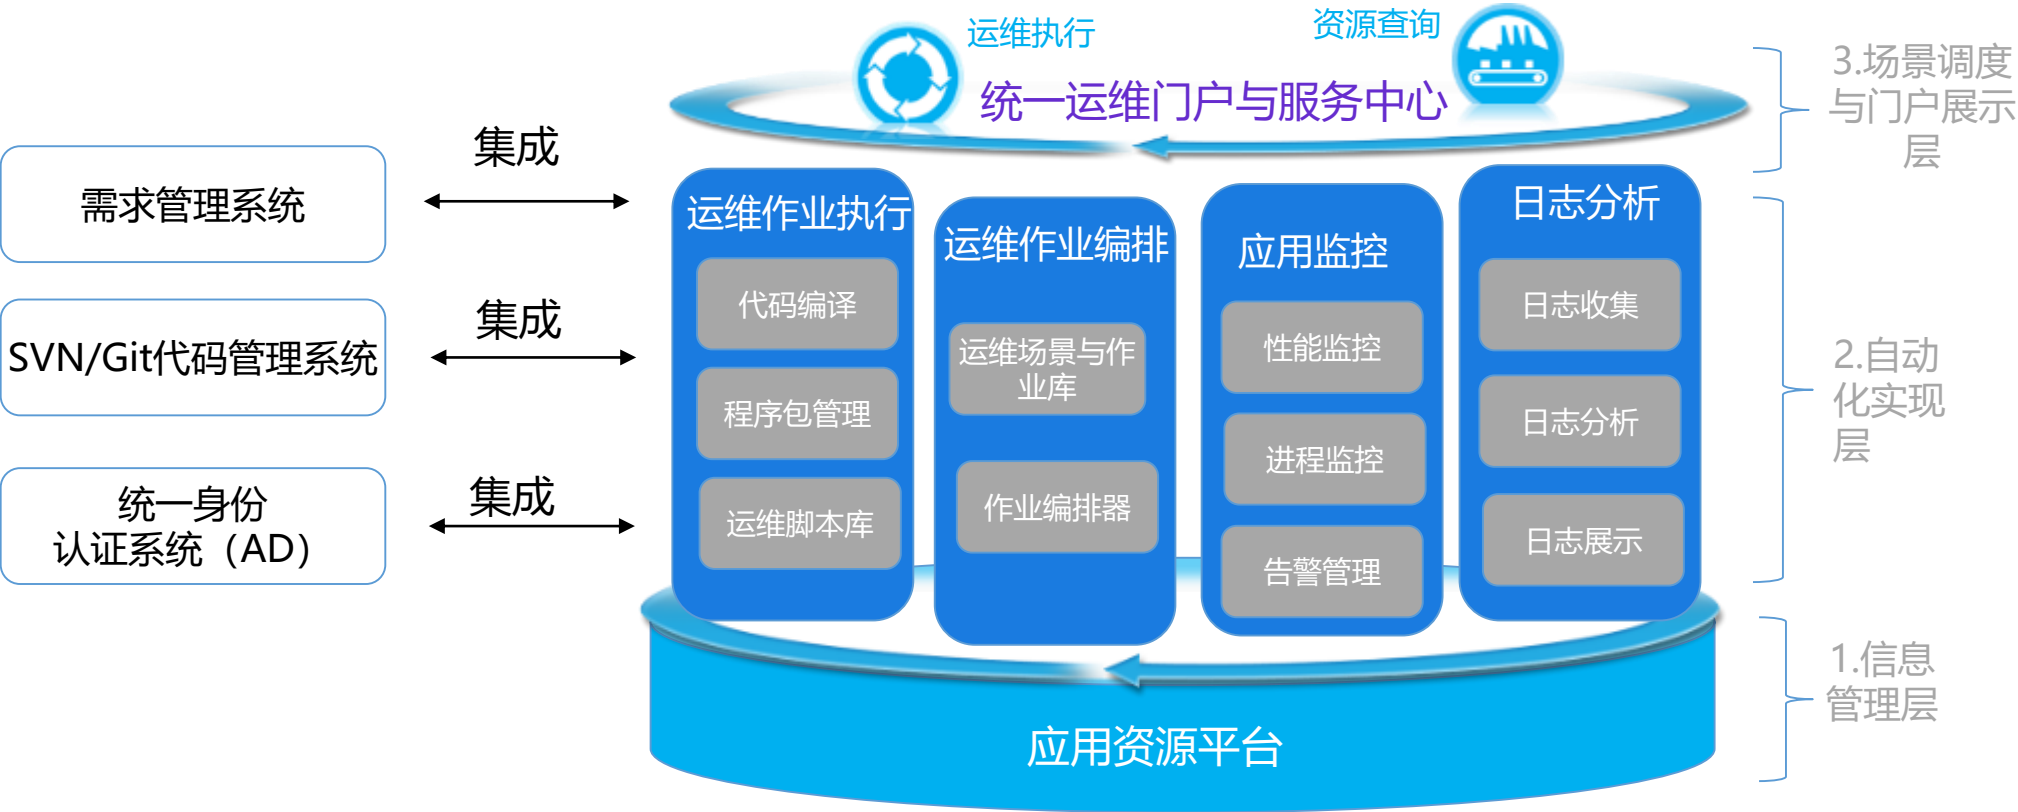 运维执行
资源查询
统一运维门户与服务中心
3.场景调度
与门户展示
层
集成
需求管理系统
集成
SVN/Git代码管理系统
集成
统一身份
认证系统（AD）
运维作业执行
代码编译
程序包管理
运维脚本库
运维作业编排
运维场景与作
业库
作业编排器
应用监控
性能监控
进程监控
告警管理
日志分析
日志收集
日志分析
日志展示
2.自动
化实现
层
1.信息
管理层
应用资源平台